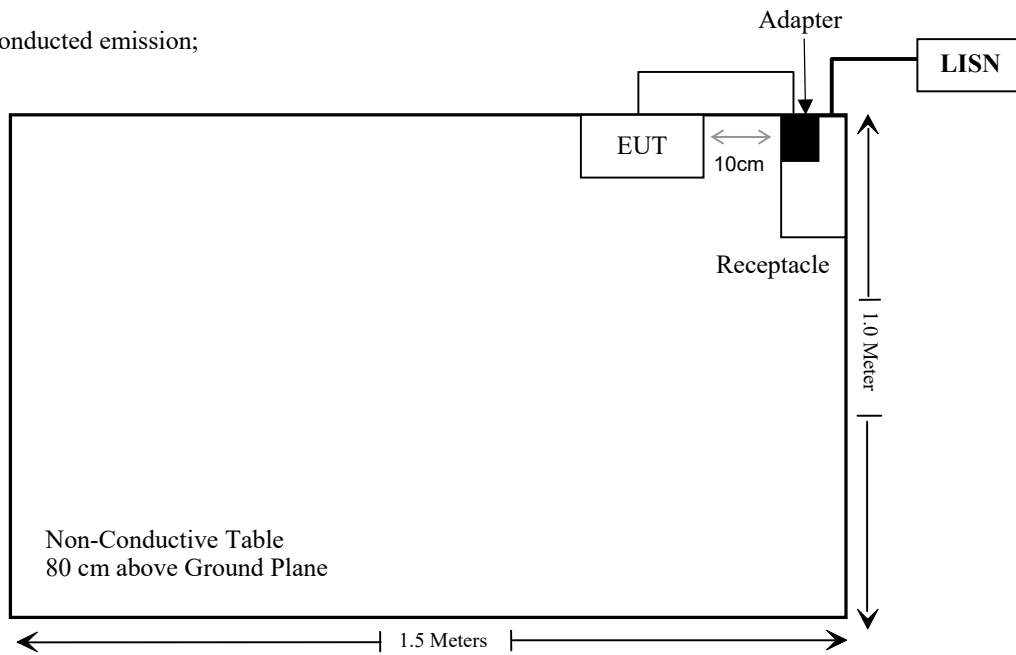 onducted emission;
Adapter
LISN
EUT
10cm
Receptacle
1.0 Meter
Non-Conductive Table
80 cm above Ground Plane
1.5 Meters